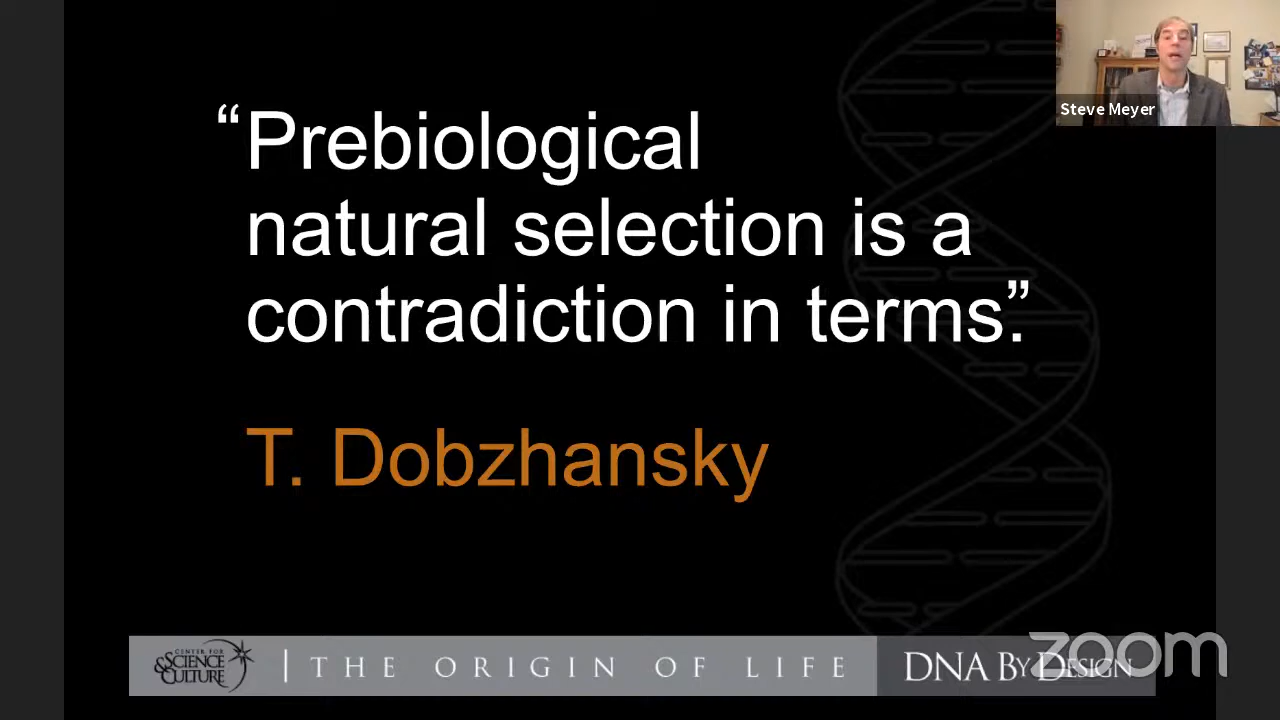 Steve Meyer
“Prebiological
natural selection is a
contradiction in terms.”
T. Dobzhansky
CENTER FOR
SCIENCE
& CULTURE
THE ORIGIN OF LIFE
DNA BY DESIGN
zoom